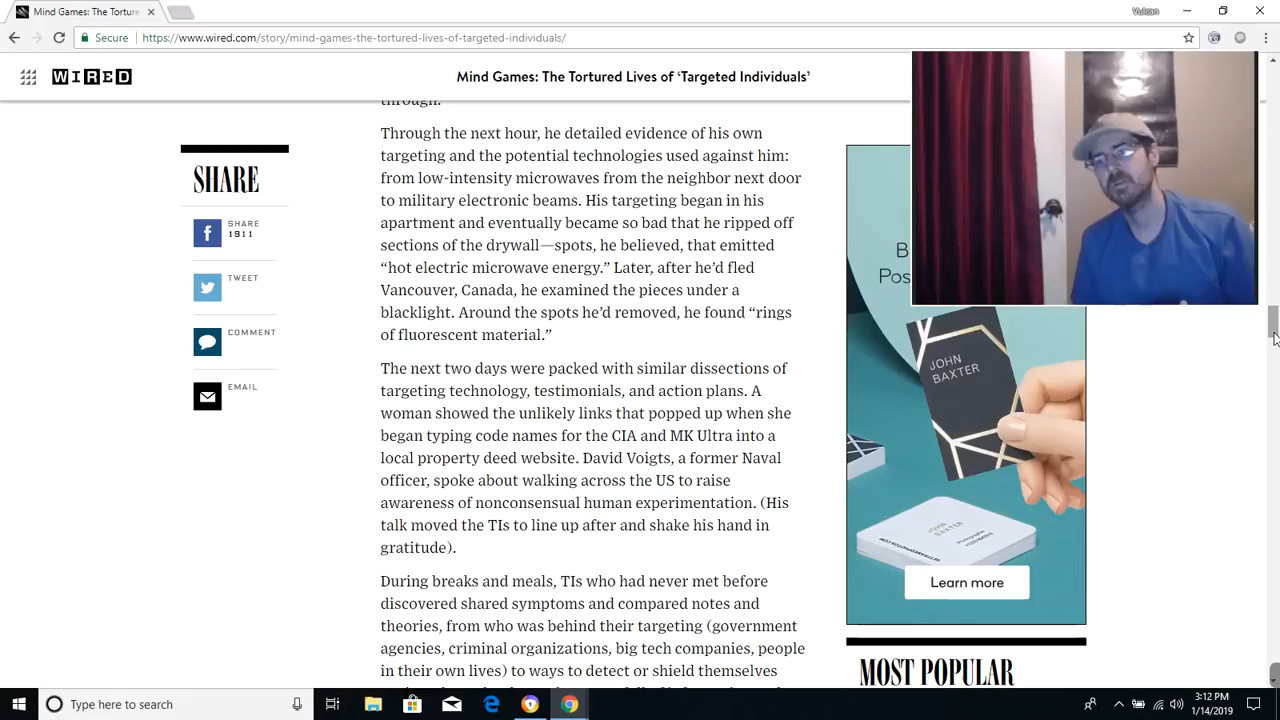 Mind Games: The Torture
Vulcan
Secure
https://www.wired.com/story/mind-games-the-tortured-lives-of-targeted-individuals/
WIRED
Mind Games: The Tortured Lives of ‘Targeted Individuals’
through.
Through the next hour, he detailed evidence of his own
targeting and the potential technologies used against him:
from low-intensity microwaves from the neighbor next door
to military electronic beams. His targeting began in his
apartment and eventually became so bad that he ripped off
sections of the drywall—spots, he believed, that emitted
“hot electric microwave energy.” Later, after he’d fled
Vancouver, Canada, he examined the pieces under a
blacklight. Around the spots he’d removed, he found “rings
of fluorescent material.”
The next two days were packed with similar dissections of
targeting technology, testimonials, and action plans. A
woman showed the unlikely links that popped up when she
began typing code names for the CIA and MK Ultra into a
local property deed website. David Voigts, a former Naval
officer, spoke about walking across the US to raise
awareness of nonconsensual human experimentation. (His
talk moved the TIs to line up after and shake his hand in
gratitude).
During breaks and meals, TIs who had never met before
discovered shared symptoms and compared notes and
theories, from who was behind their targeting (government
agencies, criminal organizations, big tech companies, people
in their own lives) to ways to detect or shield themselves
SHARE
SHARE
1911
TWEET
COMMENT
EMAIL
B
Pos
JOHN
BAXTER
JOHN
BAXTER
Learn more
MOST POPULAR
Type here to search
3:12 PM
1/14/2019